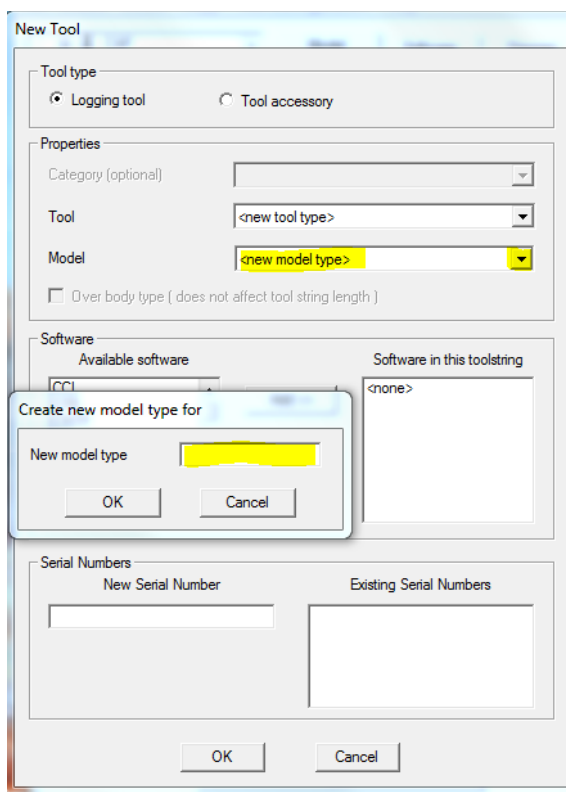 New Tool
Tool type
Logging tool Tool accessory
Properties
Category (optional)
Tool <new tool type>
Model <new model type>
Over body type ( does not affect tool string length )
Software
Available software Software in this toolstring
CCL <none>
Create new model type for
New model type
OK Cancel
Serial Numbers
New Serial Number Existing Serial Numbers
OK Cancel